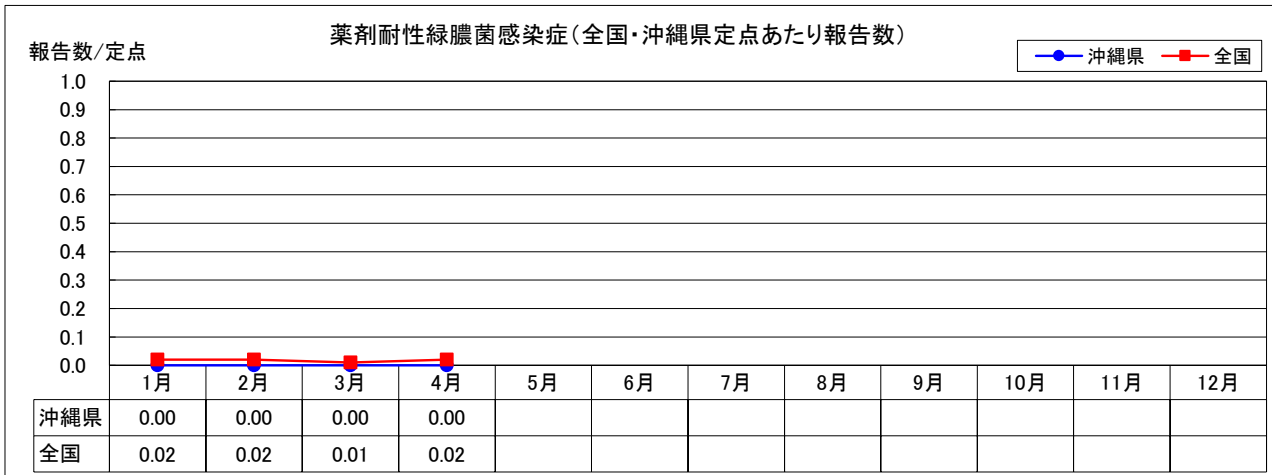 薬剤耐性緑膿菌感染症(全国・沖縄県定点あたり報告数)
報告数/定点
沖縄県 全国
1.0
0.9
0.8
0.7
0.6
0.5
0.4
0.3
0.2
0.1
0.0
1月 2月 3月 4月 5月 6月 7月 8月 9月 10月 11月 12月
沖縄県 0.00 0.00 0.00 0.00
全国 0.02 0.02 0.01 0.02